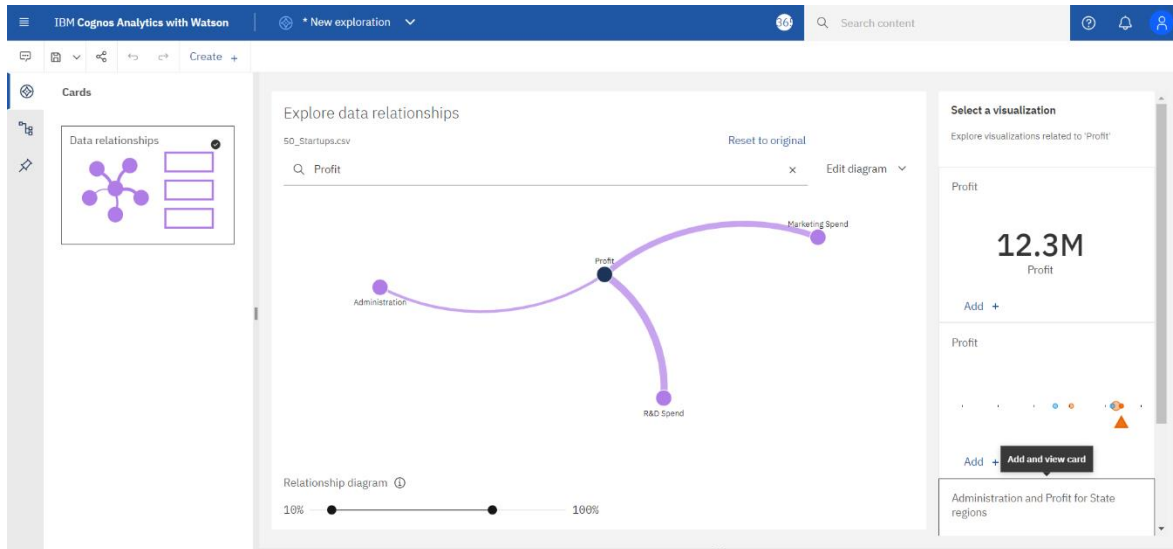 IBM Cognos Analytics with Watson
* New exploration
365
Search content
Create +
Cards
Data relationships
Explore data relationships
50_Startups.csv
Reset to original
Profit
Edit diagram
Marketing Spend
Profit
Administration
R&D Spend
Relationship diagram
10%
100%
Select a visualization
Explore visualizations related to 'Profit'
Profit
12.3M
Profit
Add +
Profit
Add +
Add and view card
Administration and Profit for State
regions